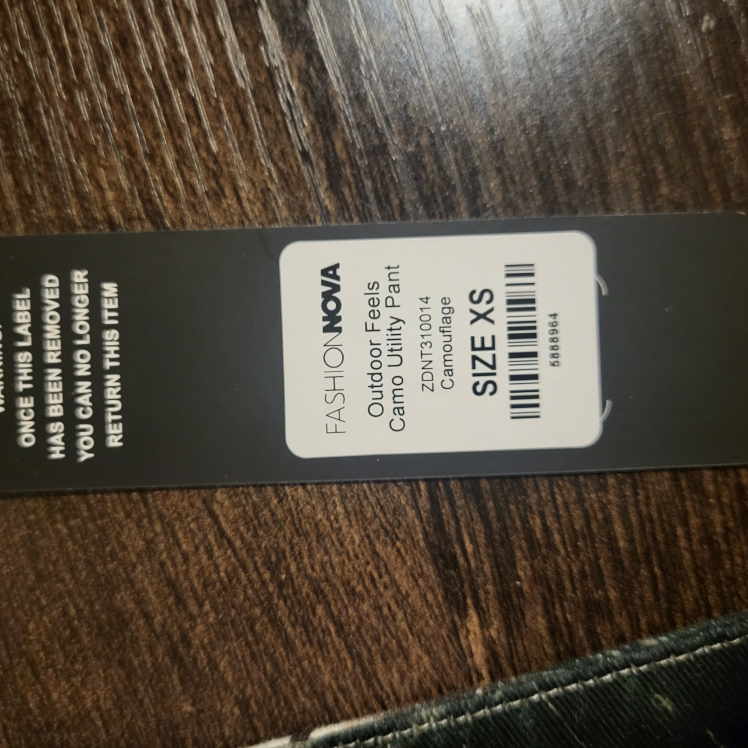 ONCE THIS LABEL
HAS BEEN REMOVED
YOU CAN NO LONGER
RETURN THIS ITEM
FASHIONNOVA
Outdoor Feels
Camo Utility Pant
ZDNT310014
Camouflage
SIZE XS
5888964